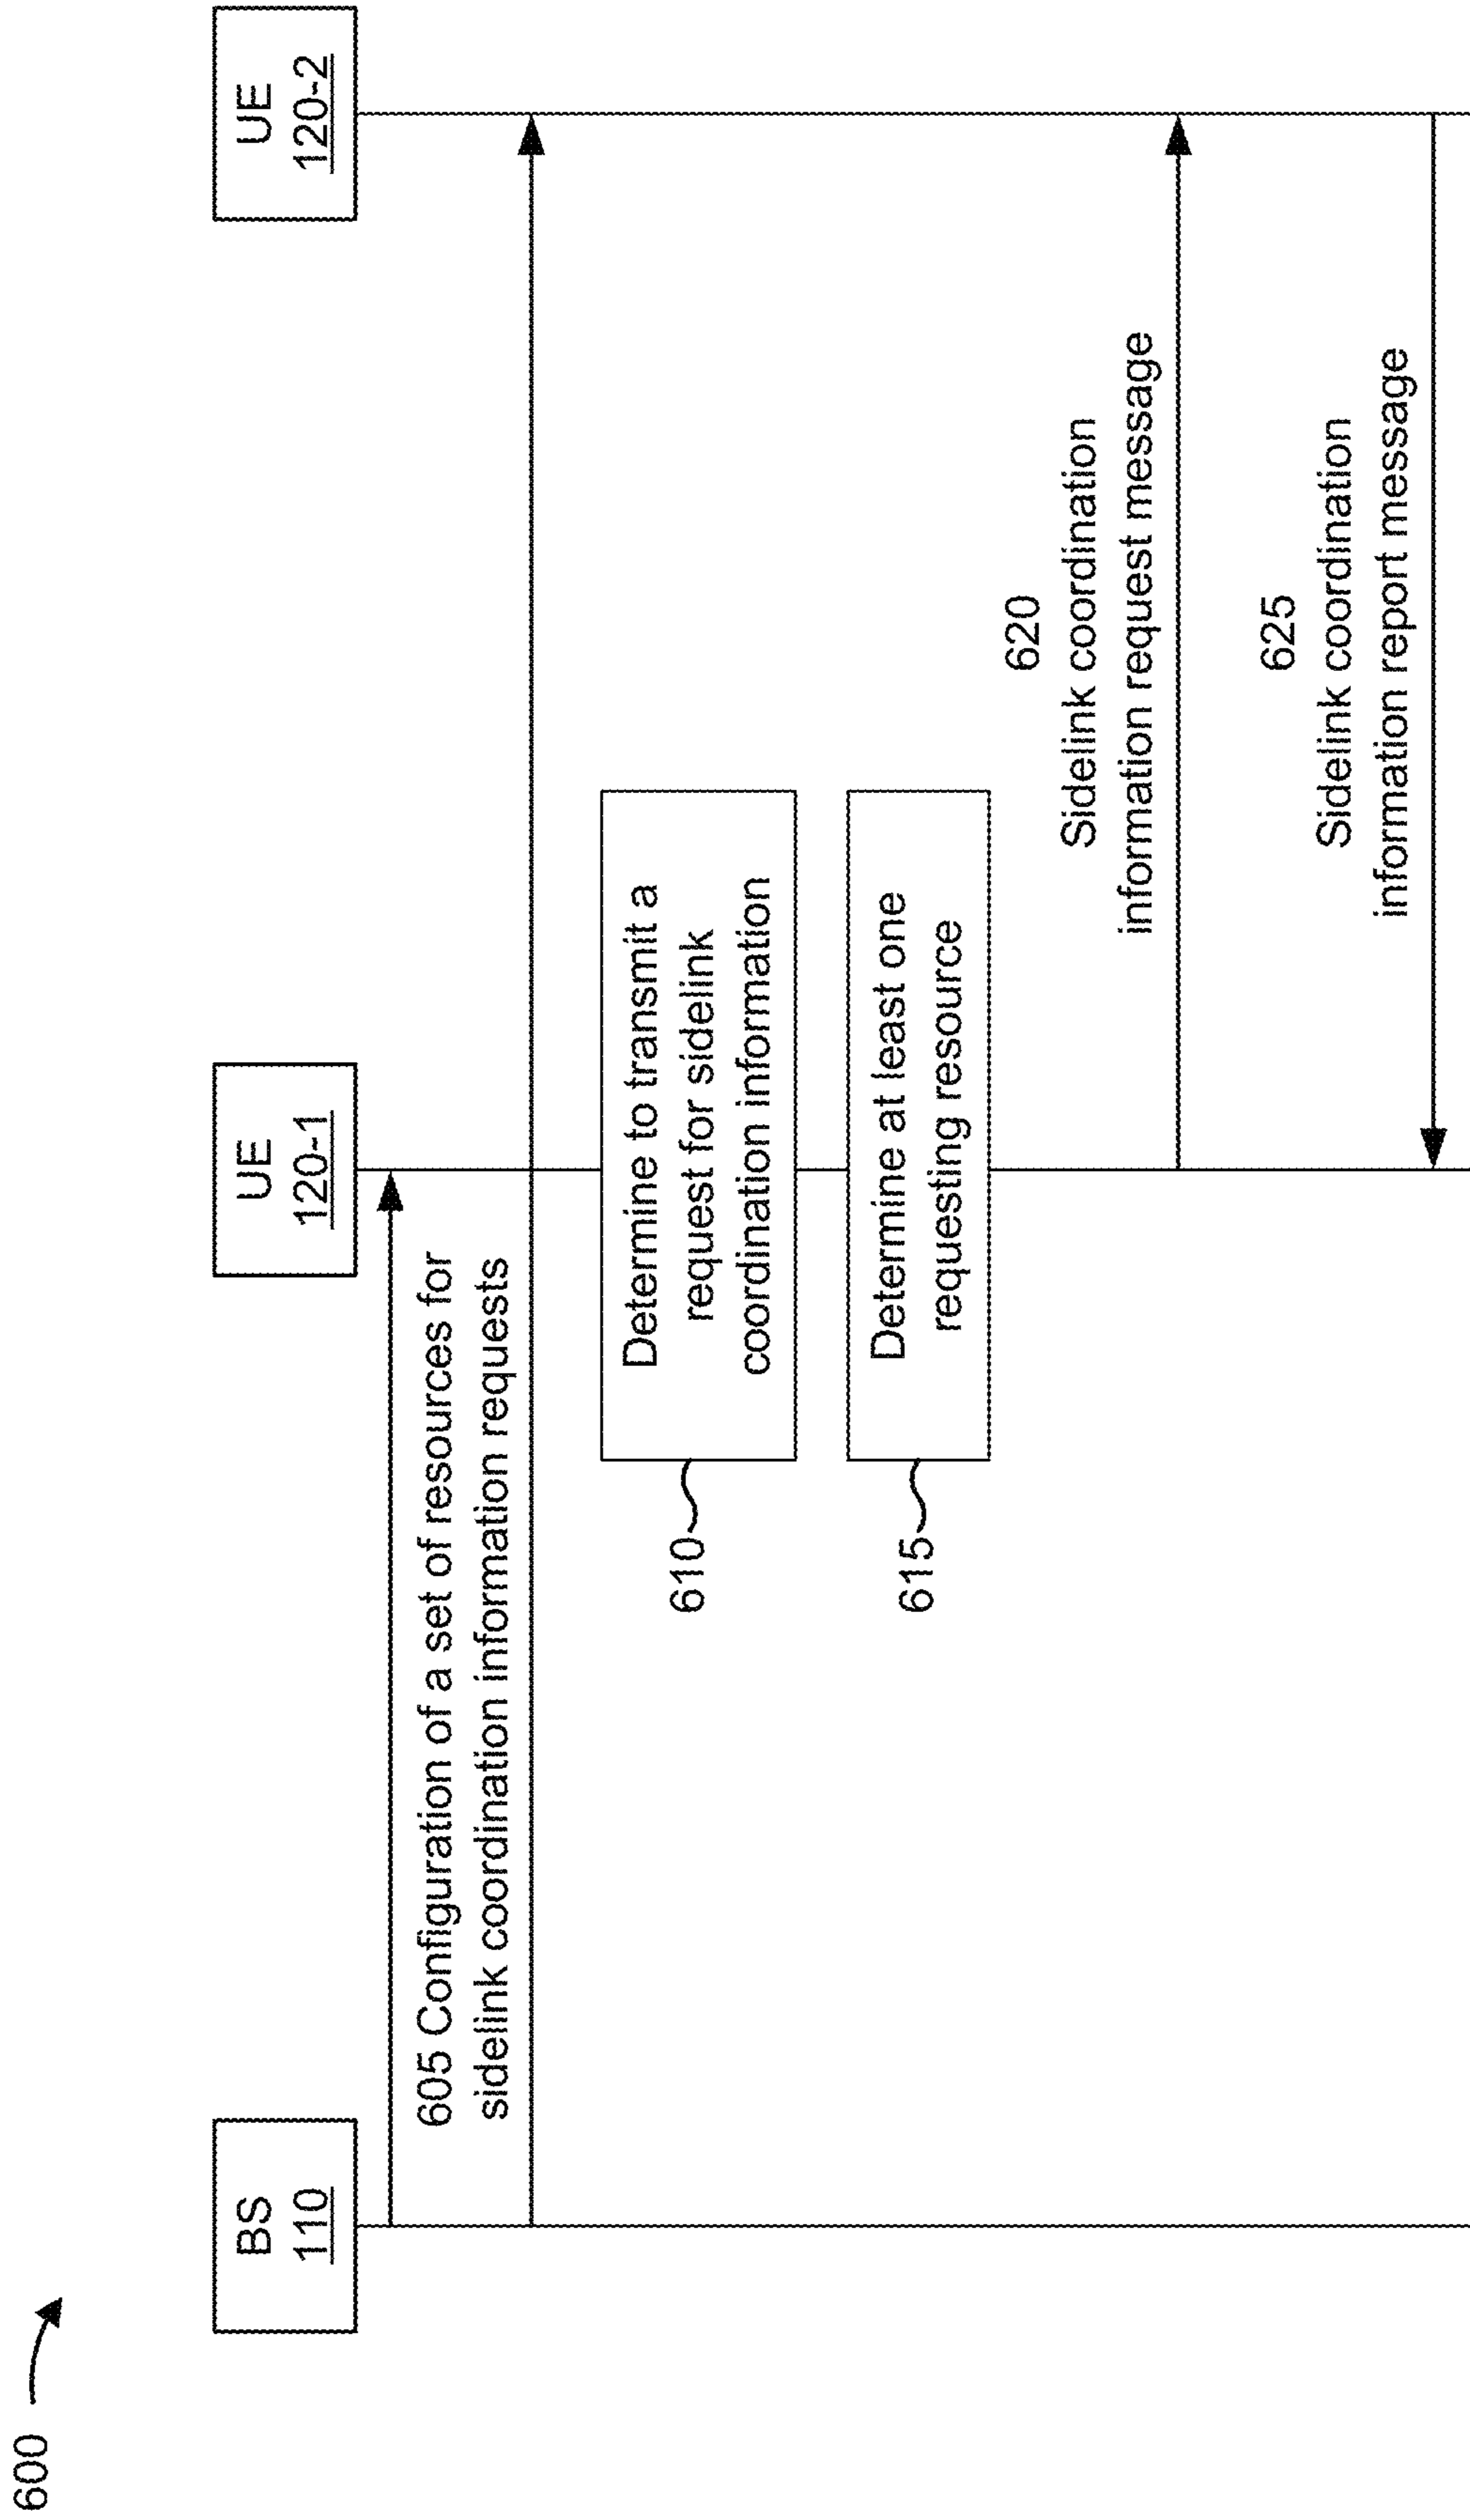 600
BS
110
UE
120-1
UE
120-2
605 Configuration of a set of resources for
sidelink coordination information requests
610
Determine to transmit a
request for sidelink
coordination information
615
Determine at least one
requesting resource
620
Sidelink coordination
information request message
625
Sidelink coordination
information report message